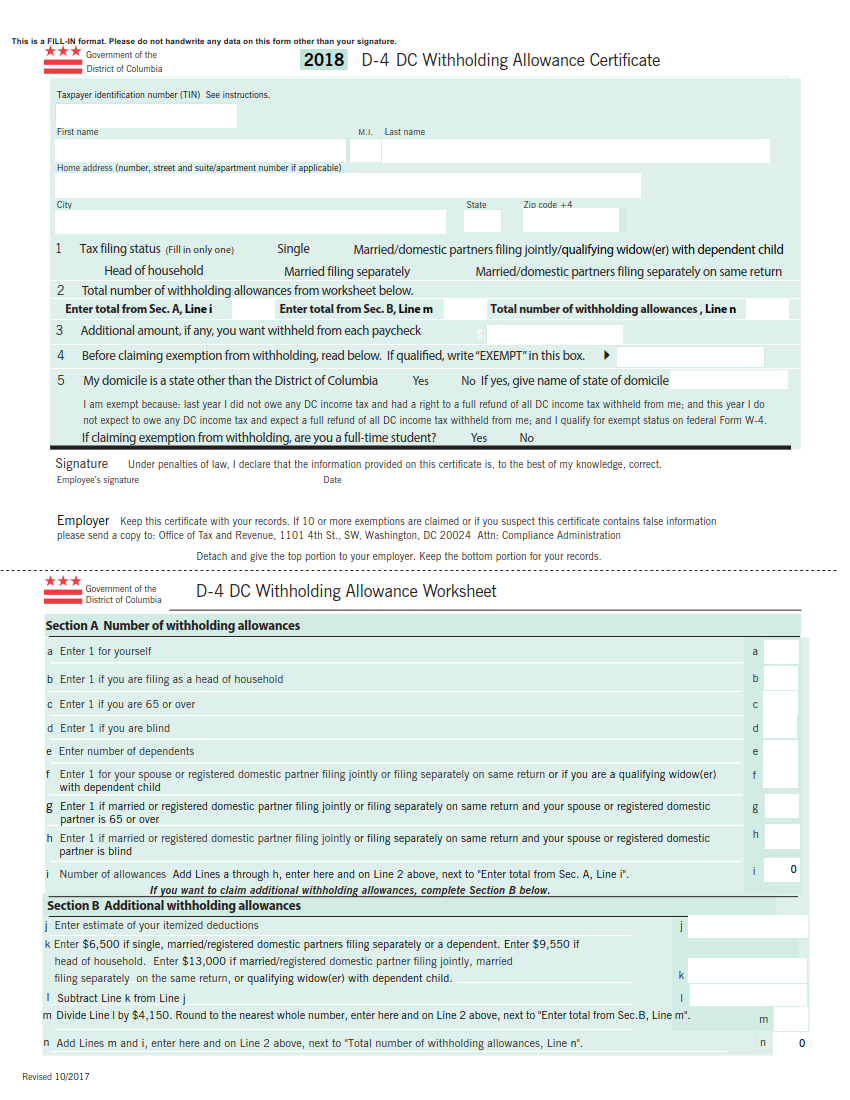 This is a FILL-IN format. Please do not handwrite any data on this form other than your signature.
Government of the
District of Columbia
2018 D-4 DC Withholding Allowance Certificate
Taxpayer identification number (TIN) See instructions.
First name M.I. Last name
Home address (number, street and suite/apartment number if applicable)
City State Zip code +4
1 Tax filing status (Fill in only one) Single Married/domestic partners filing jointly/qualifying widow(er) with dependent child
Head of household Married filing separately Married/domestic partners filing separately on same return
2 Total number of withholding allowances from worksheet below.
Enter total from Sec. A, Line i Enter total from Sec. B, Line m Total number of withholding allowances , Line n
3 Additional amount, if any, you want withheld from each paycheck $
4 Before claiming exemption from withholding, read below. If qualified, write “EXEMPT” in this box.
5 My domicile is a state other than the District of Columbia Yes No If yes, give name of state of domicile
I am exempt because: last year I did not owe any DC income tax and had a right to a full refund of all DC income tax withheld from me; and this year I do
not expect to owe any DC income tax and expect a full refund of all DC income tax withheld from me; and I qualify for exempt status on federal Form W-4.
If claiming exemption from withholding, are you a full-time student? Yes No
Signature Under penalties of law, I declare that the information provided on this certificate is, to the best of my knowledge, correct.
Employee's signature Date
Employer Keep this certificate with your records. If 10 or more exemptions are claimed or if you suspect this certificate contains false information
please send a copy to: Office of Tax and Revenue, 1101 4th St., SW, Washington, DC 20024 Attn: Compliance Administration
Detach and give the top portion to your employer. Keep the bottom portion for your records.
Government of the
District of Columbia
D-4 DC Withholding Allowance Worksheet
Section A Number of withholding allowances
a Enter 1 for yourself a
b Enter 1 if you are filing as a head of household b
c Enter 1 if you are 65 or over c
d Enter 1 if you are blind d
e Enter number of dependents e
f Enter 1 for your spouse or registered domestic partner filing jointly or filing separately on same return or if you are a qualifying widow(er) f
with dependent child
g Enter 1 if married or registered domestic partner filing jointly or filing separately on same return and your spouse or registered domestic g
partner is 65 or over
h Enter 1 if married or registered domestic partner filing jointly or filing separately on same return and your spouse or registered domestic h
partner is blind
i Number of allowances Add Lines a through h, enter here and on Line 2 above, next to "Enter total from Sec. A, Line i". i 0
If you want to claim additional withholding allowances, complete Section B below.
Section B Additional withholding allowances
j Enter estimate of your itemized deductions j
k Enter $6,500 if single, married/registered domestic partners filing separately or a dependent. Enter $9,550 if
head of household. Enter $13,000 if married/registered domestic partner filing jointly, married
filing separately on the same return, or qualifying widow(er) with dependent child. k
l Subtract Line k from Line j l
m Divide Line l by $4,150. Round to the nearest whole number, enter here and on Line 2 above, next to "Enter total from Sec.B, Line m". m
n Add Lines m and i, enter here and on Line 2 above, next to "Total number of withholding allowances, Line n". n 0
Revised 10/2017